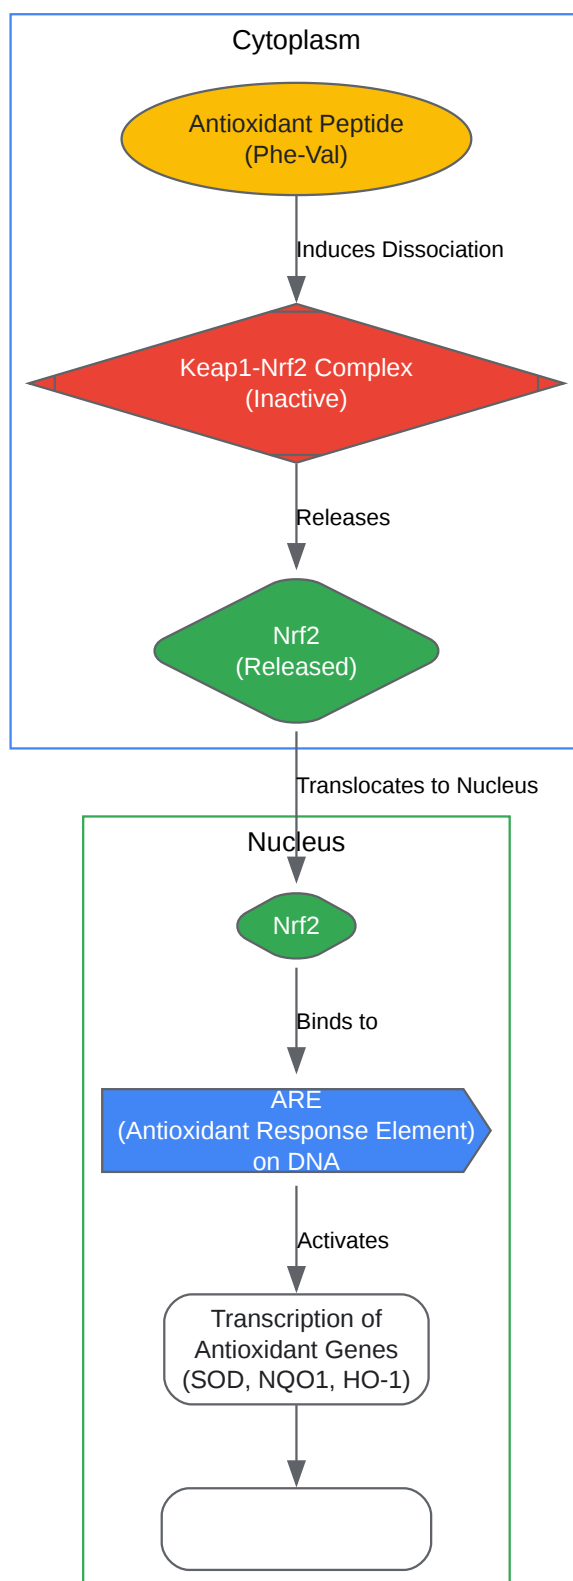 Cytoplasm
Antioxidant Peptide
(Phe-Val)
Induces Dissociation
Keap1-Nrf2 Complex
(Inactive)
Releases
Nrf2
(Released)
Translocates to Nucleus
Nucleus
Nrf2
Binds to
ARE
(Antioxidant Response Element)
on DNA
Activates
Transcription of
Antioxidant Genes
(SOD, NQO1, HO-1)